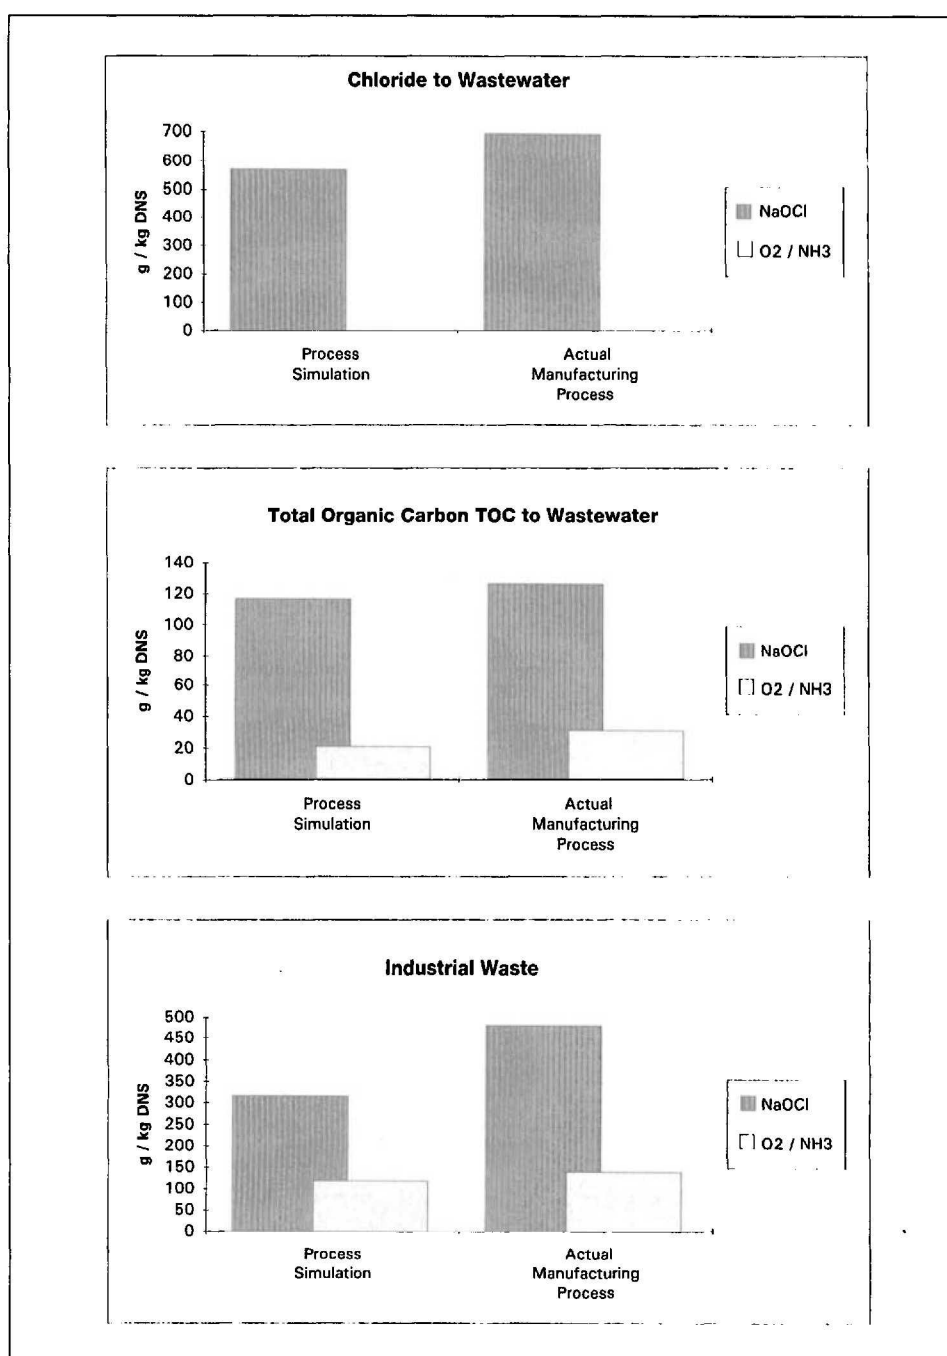 Chloride to Wastewater
700
600
500
400
300
200
100
0
g / kg DNS
Process
Simulation
Actual
Manufacturing
Process
NaOCl
O2 / NH3
Total Organic Carbon TOC to Wastewater
140
120
100
80
60
40
20
0
g / kg DNS
Process
Simulation
Actual
Manufacturing
Process
NaOCl
O2 / NH3
Industrial Waste
500
450
400
350
300
250
200
150
100
50
0
g / kg DNS
Process
Simulation
Actual
Manufacturing
Process
NaOCl
O2 / NH3